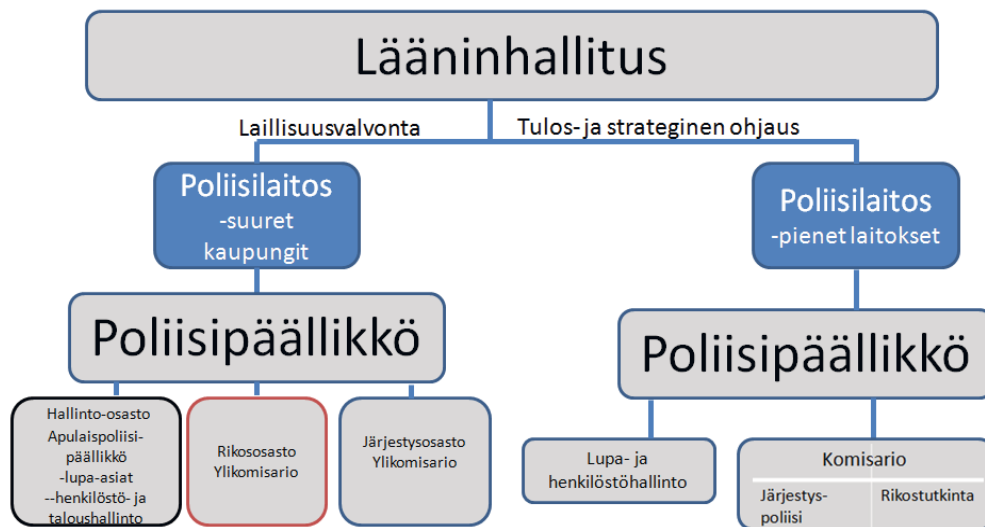 Lääninhallitus
Laillisuusvalvonta
Tulos- ja strateginen ohjaus
Poliisilaitos
-suuret
kaupungit
Poliisilaitos
-pienet laitokset
Poliisipäällikkö
Poliisipäällikkö
Hallinto-osasto
Apulaispoliisi-
päällikkö
-lupa-asiat
--henkilöstö- ja
taloushallinto
Rikososasto
Ylikomisario
Järjestysosasto
Ylikomisario
Lupa- ja
henkilöstöhallinto
Komisario
Järjestys-
poliisi
Rikostutkinta